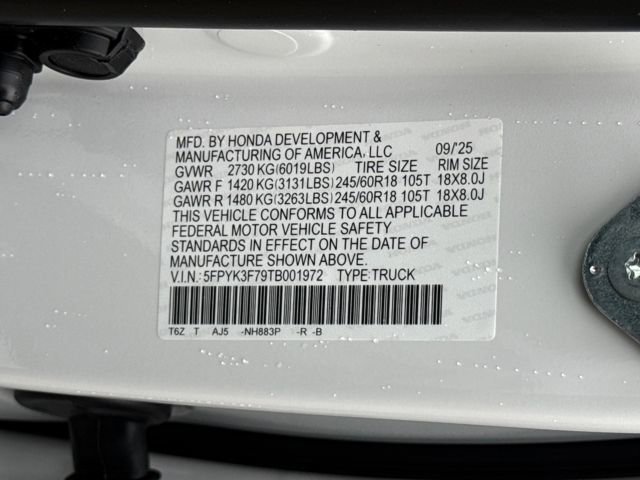 MFD. BY HONDA DEVELOPMENT &
MANUFACTURING OF AMERICA, LLC 09/'25
GVWR 2730 KG(6019LBS) TIRE SIZE RIM SIZE
GAWR F 1420 KG(3131LBS) 245/60R18 105T 18X8.0J
GAWR R 1480 KG(3263LBS) 245/60R18 105T 18X8.0J
THIS VEHICLE CONFORMS TO ALL APPLICABLE
FEDERAL MOTOR VEHICLE SAFETY
STANDARDS IN EFFECT ON THE DATE OF
MANUFACTURE SHOWN ABOVE.
V.I.N.: 5FPYK3F79TB001972 TYPE:TRUCK
T6Z T AJ5 -NH883P -R -B